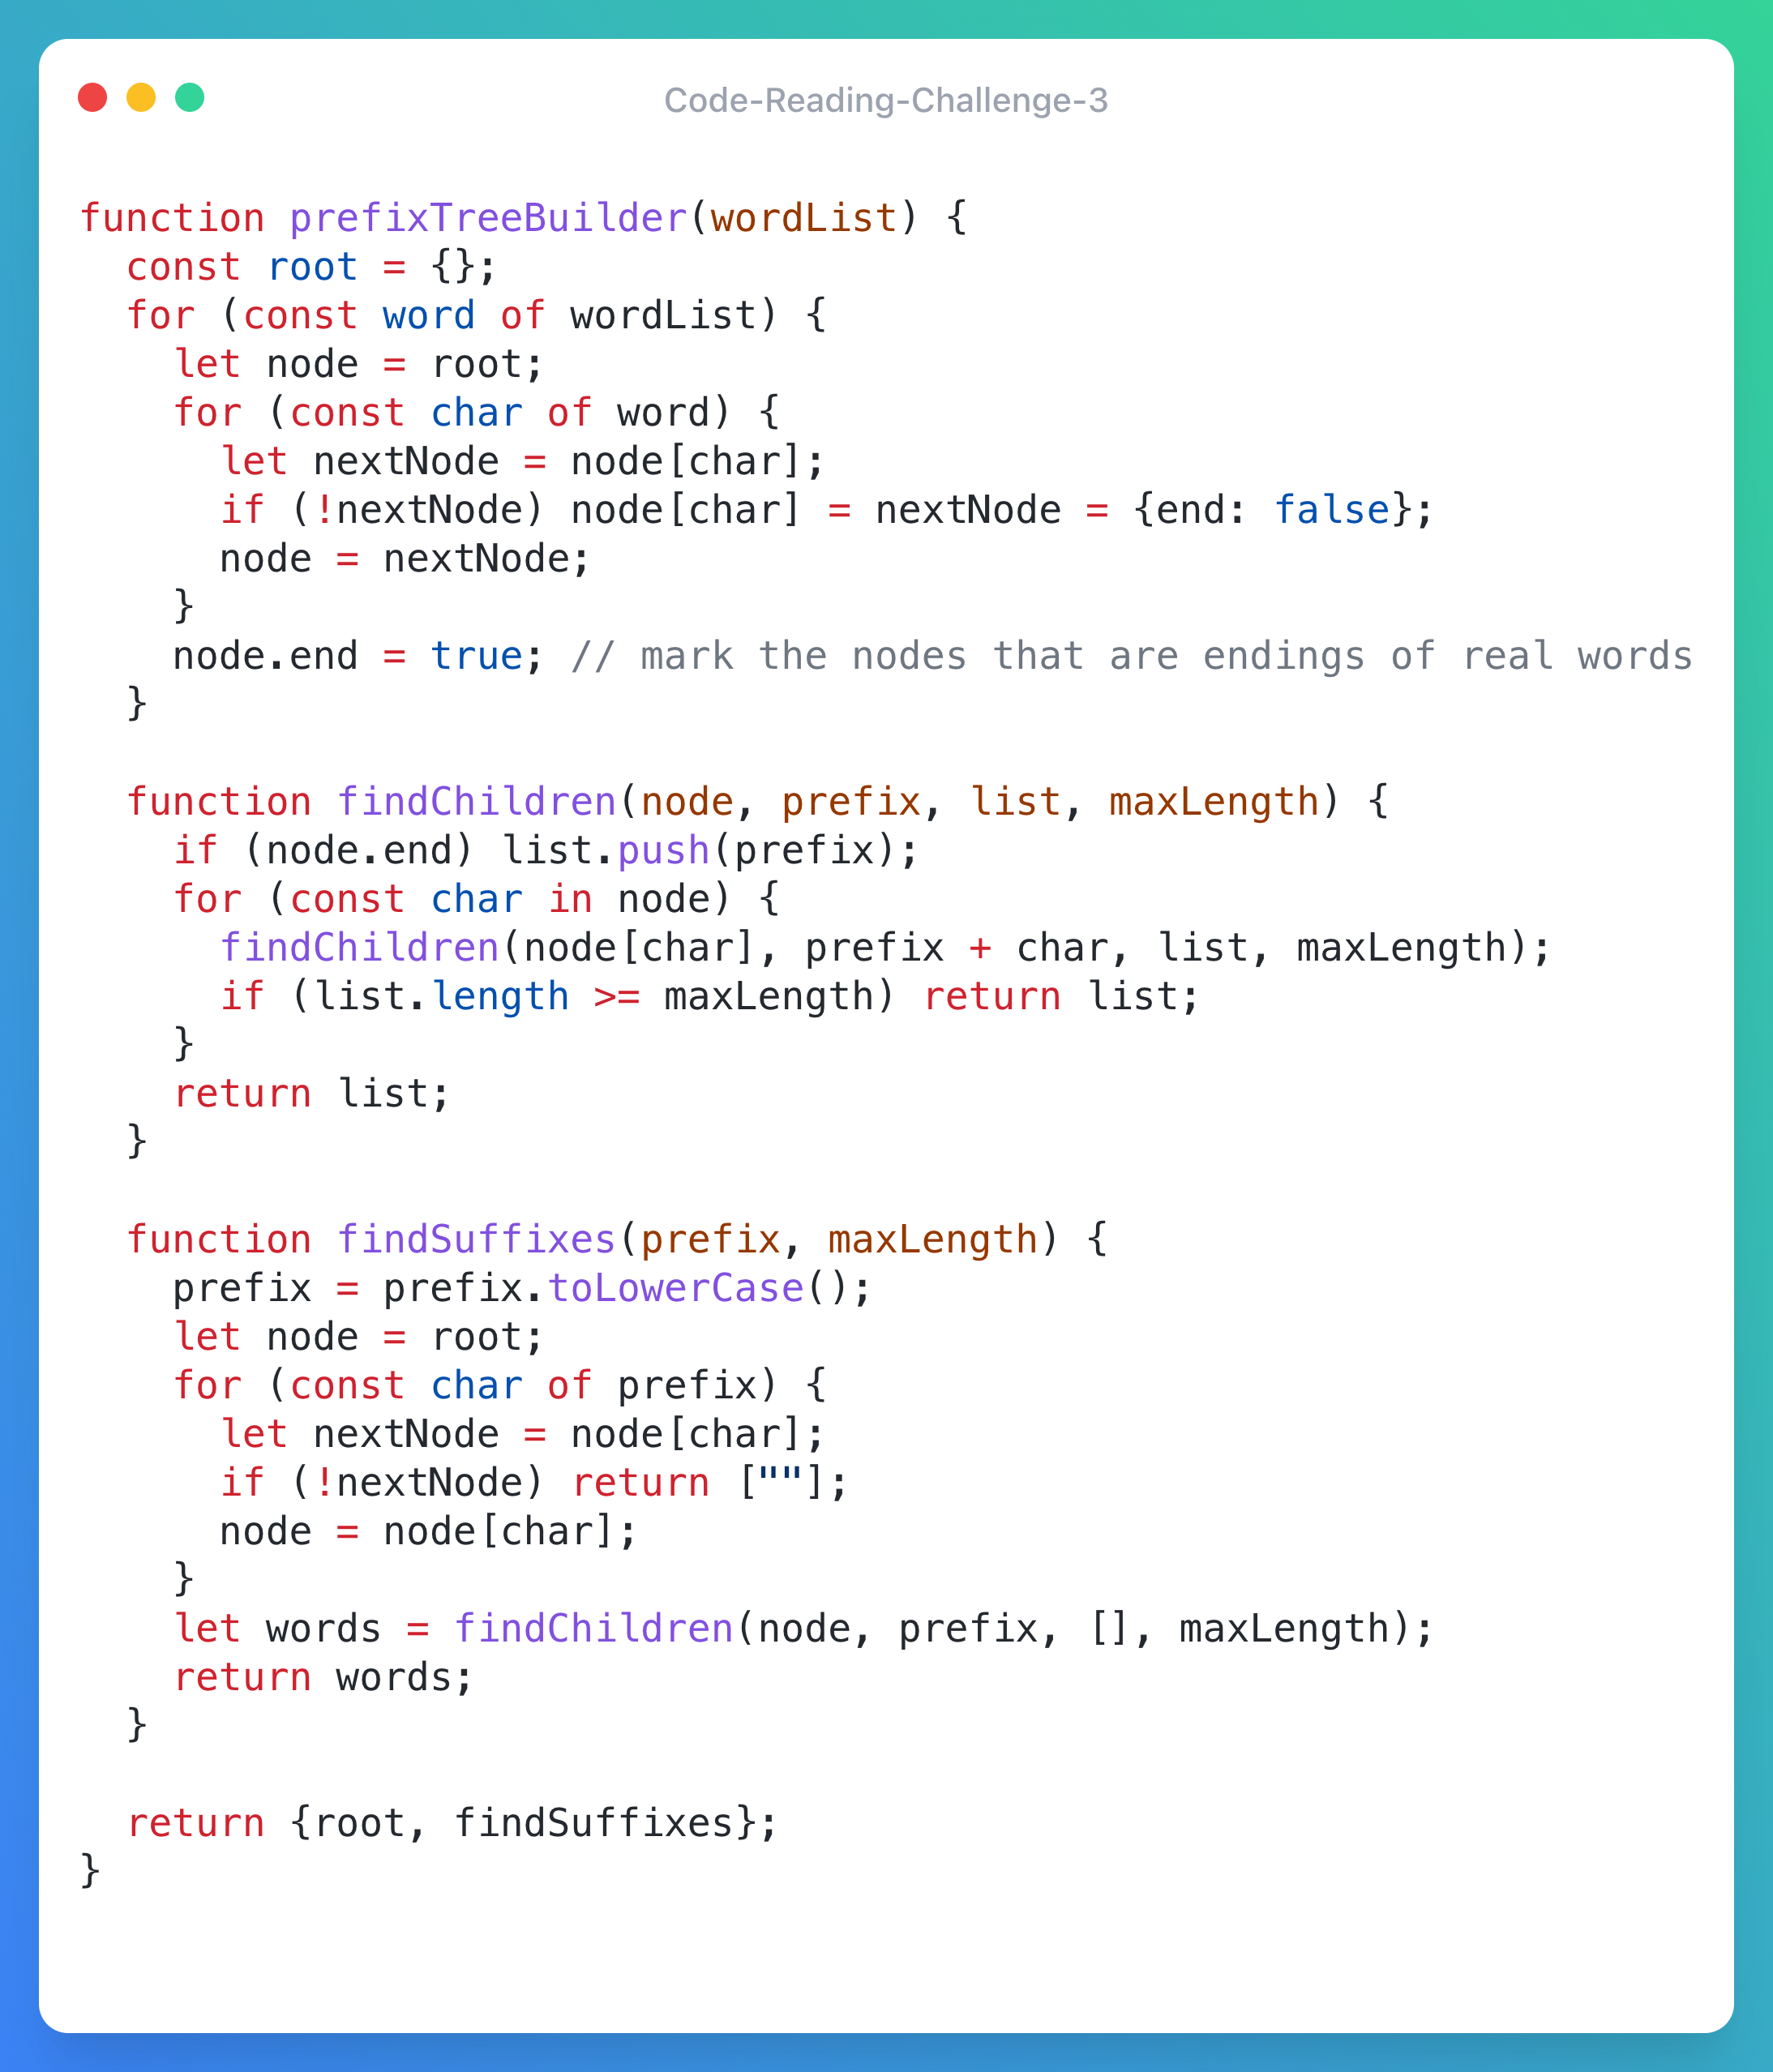 Code-Reading-Challenge-3
function prefixTreeBuilder(wordList) {
  const root = {};
  for (const word of wordList) {
    let node = root;
    for (const char of word) {
      let nextNode = node[char];
      if (!nextNode) node[char] = nextNode = {end: false};
      node = nextNode;
    }
    node.end = true; // mark the nodes that are endings of real words
  }

  function findChildren(node, prefix, list, maxLength) {
    if (node.end) list.push(prefix);
    for (const char in node) {
      findChildren(node[char], prefix + char, list, maxLength);
      if (list.length >= maxLength) return list;
    }
    return list;
  }

  function findSuffixes(prefix, maxLength) {
    prefix = prefix.toLowerCase();
    let node = root;
    for (const char of prefix) {
      let nextNode = node[char];
      if (!nextNode) return [""];
      node = node[char];
    }
    let words = findChildren(node, prefix, [], maxLength);
    return words;
  }

  return {root, findSuffixes};
}